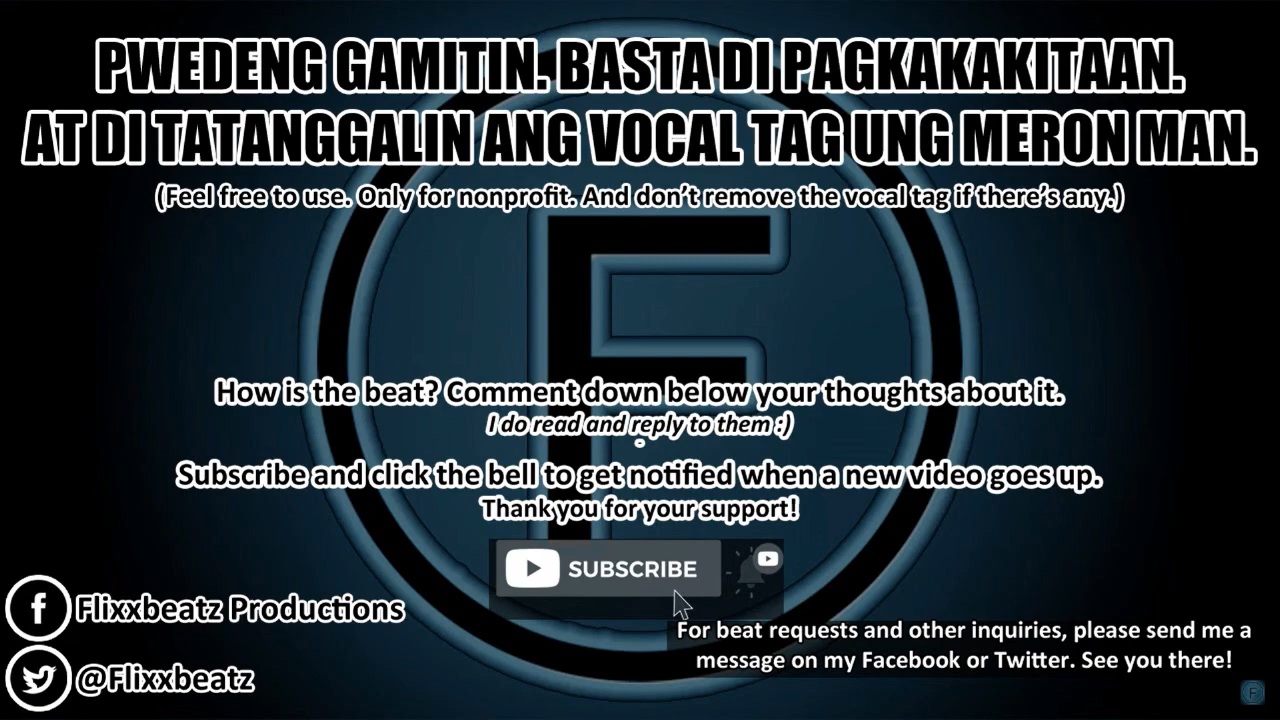 PWEDENG GAMITIN. BASTA DI PAGKAKAKITAAN.
AT DI TATANGGALIN ANG VOCAL TAG UNG MERON MAN.
(Feel free to use. Only for nonprofit. And don't remove the vocal tag if there's any.)
F
How is the beat? Comment down below your thoughts about it.
I do read and reply to them :)
-
Subscribe and click the bell to get notified when a new video goes up.
Thank you for your support!
SUBSCRIBE
Flixxbeatz Productions
@Flixxbeatz
For beat requests and other inquiries, please send me a
message on my Facebook or Twitter. See you there!
F